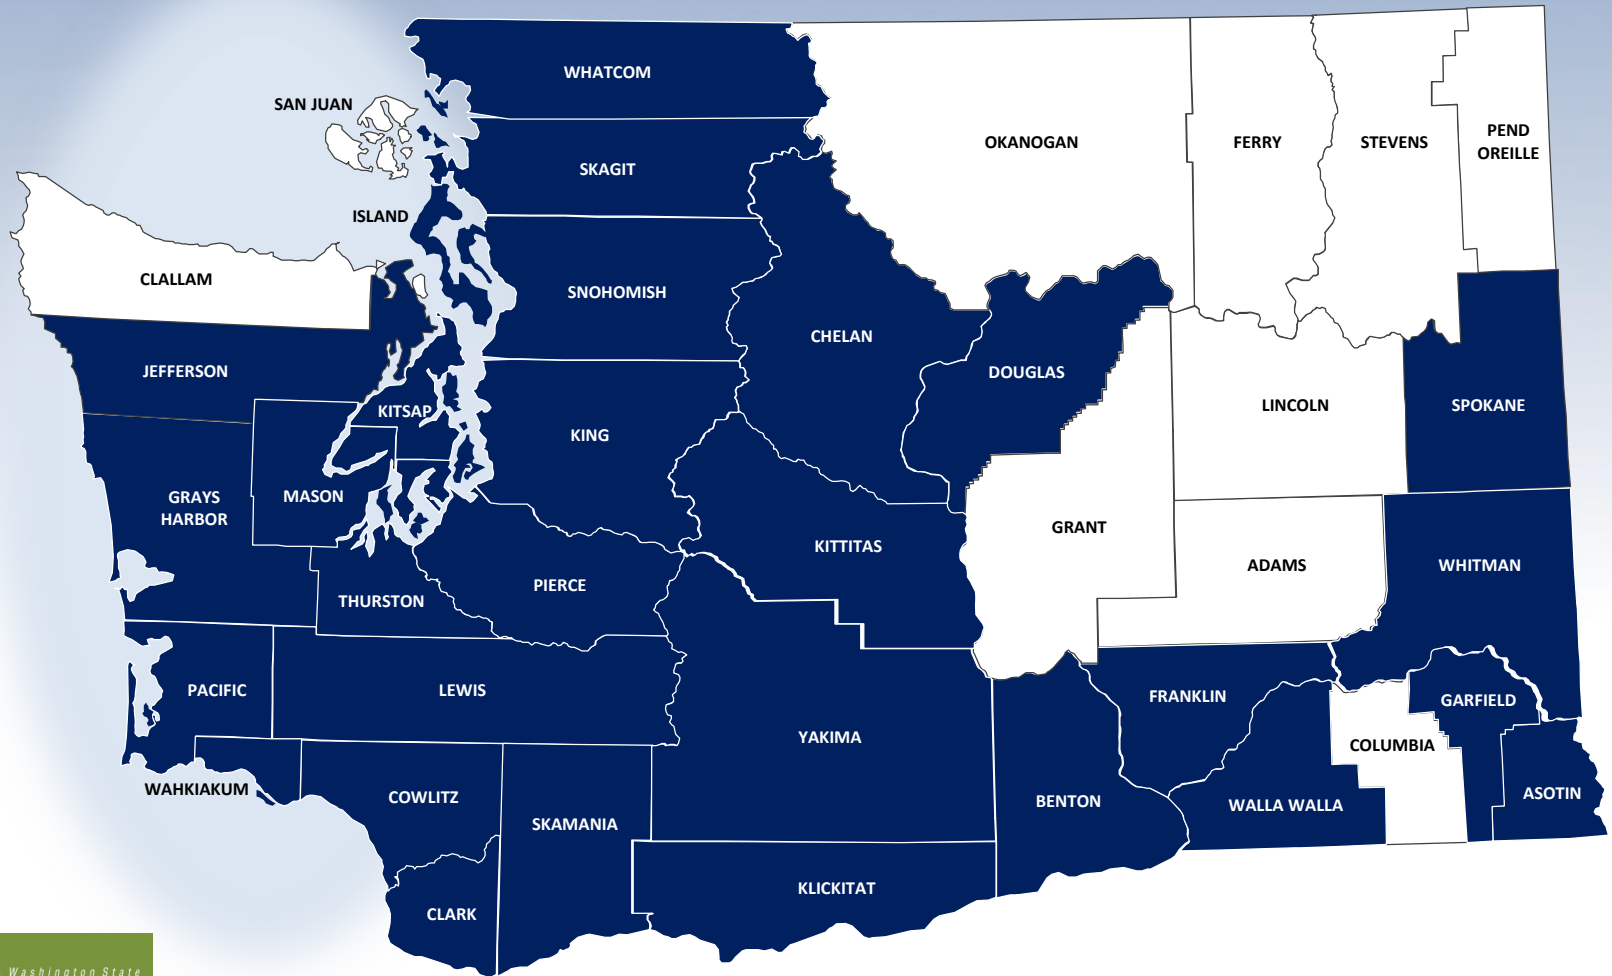 WHATCOM
SAN JUAN
OKANOGAN
FERRY
STEVENS
PEND
OREILLE
SKAGIT
ISLAND
CLALLAM
SNOHOMISH
CHELAN
JEFFERSON
DOUGLAS
KITSAP
LINCOLN
SPOKANE
KING
GRAYS
HARBOR
MASON
GRANT
KITTITAS
ADAMS
WHITMAN
PIERCE
THURSTON
PACIFIC
LEWIS
FRANKLIN
GARFIELD
YAKIMA
COLUMBIA
WAHKIAKUM
COWLITZ
BENTON
WALLA WALLA
ASOTIN
SKAMANIA
KLICKITAT
CLARK
Washington State